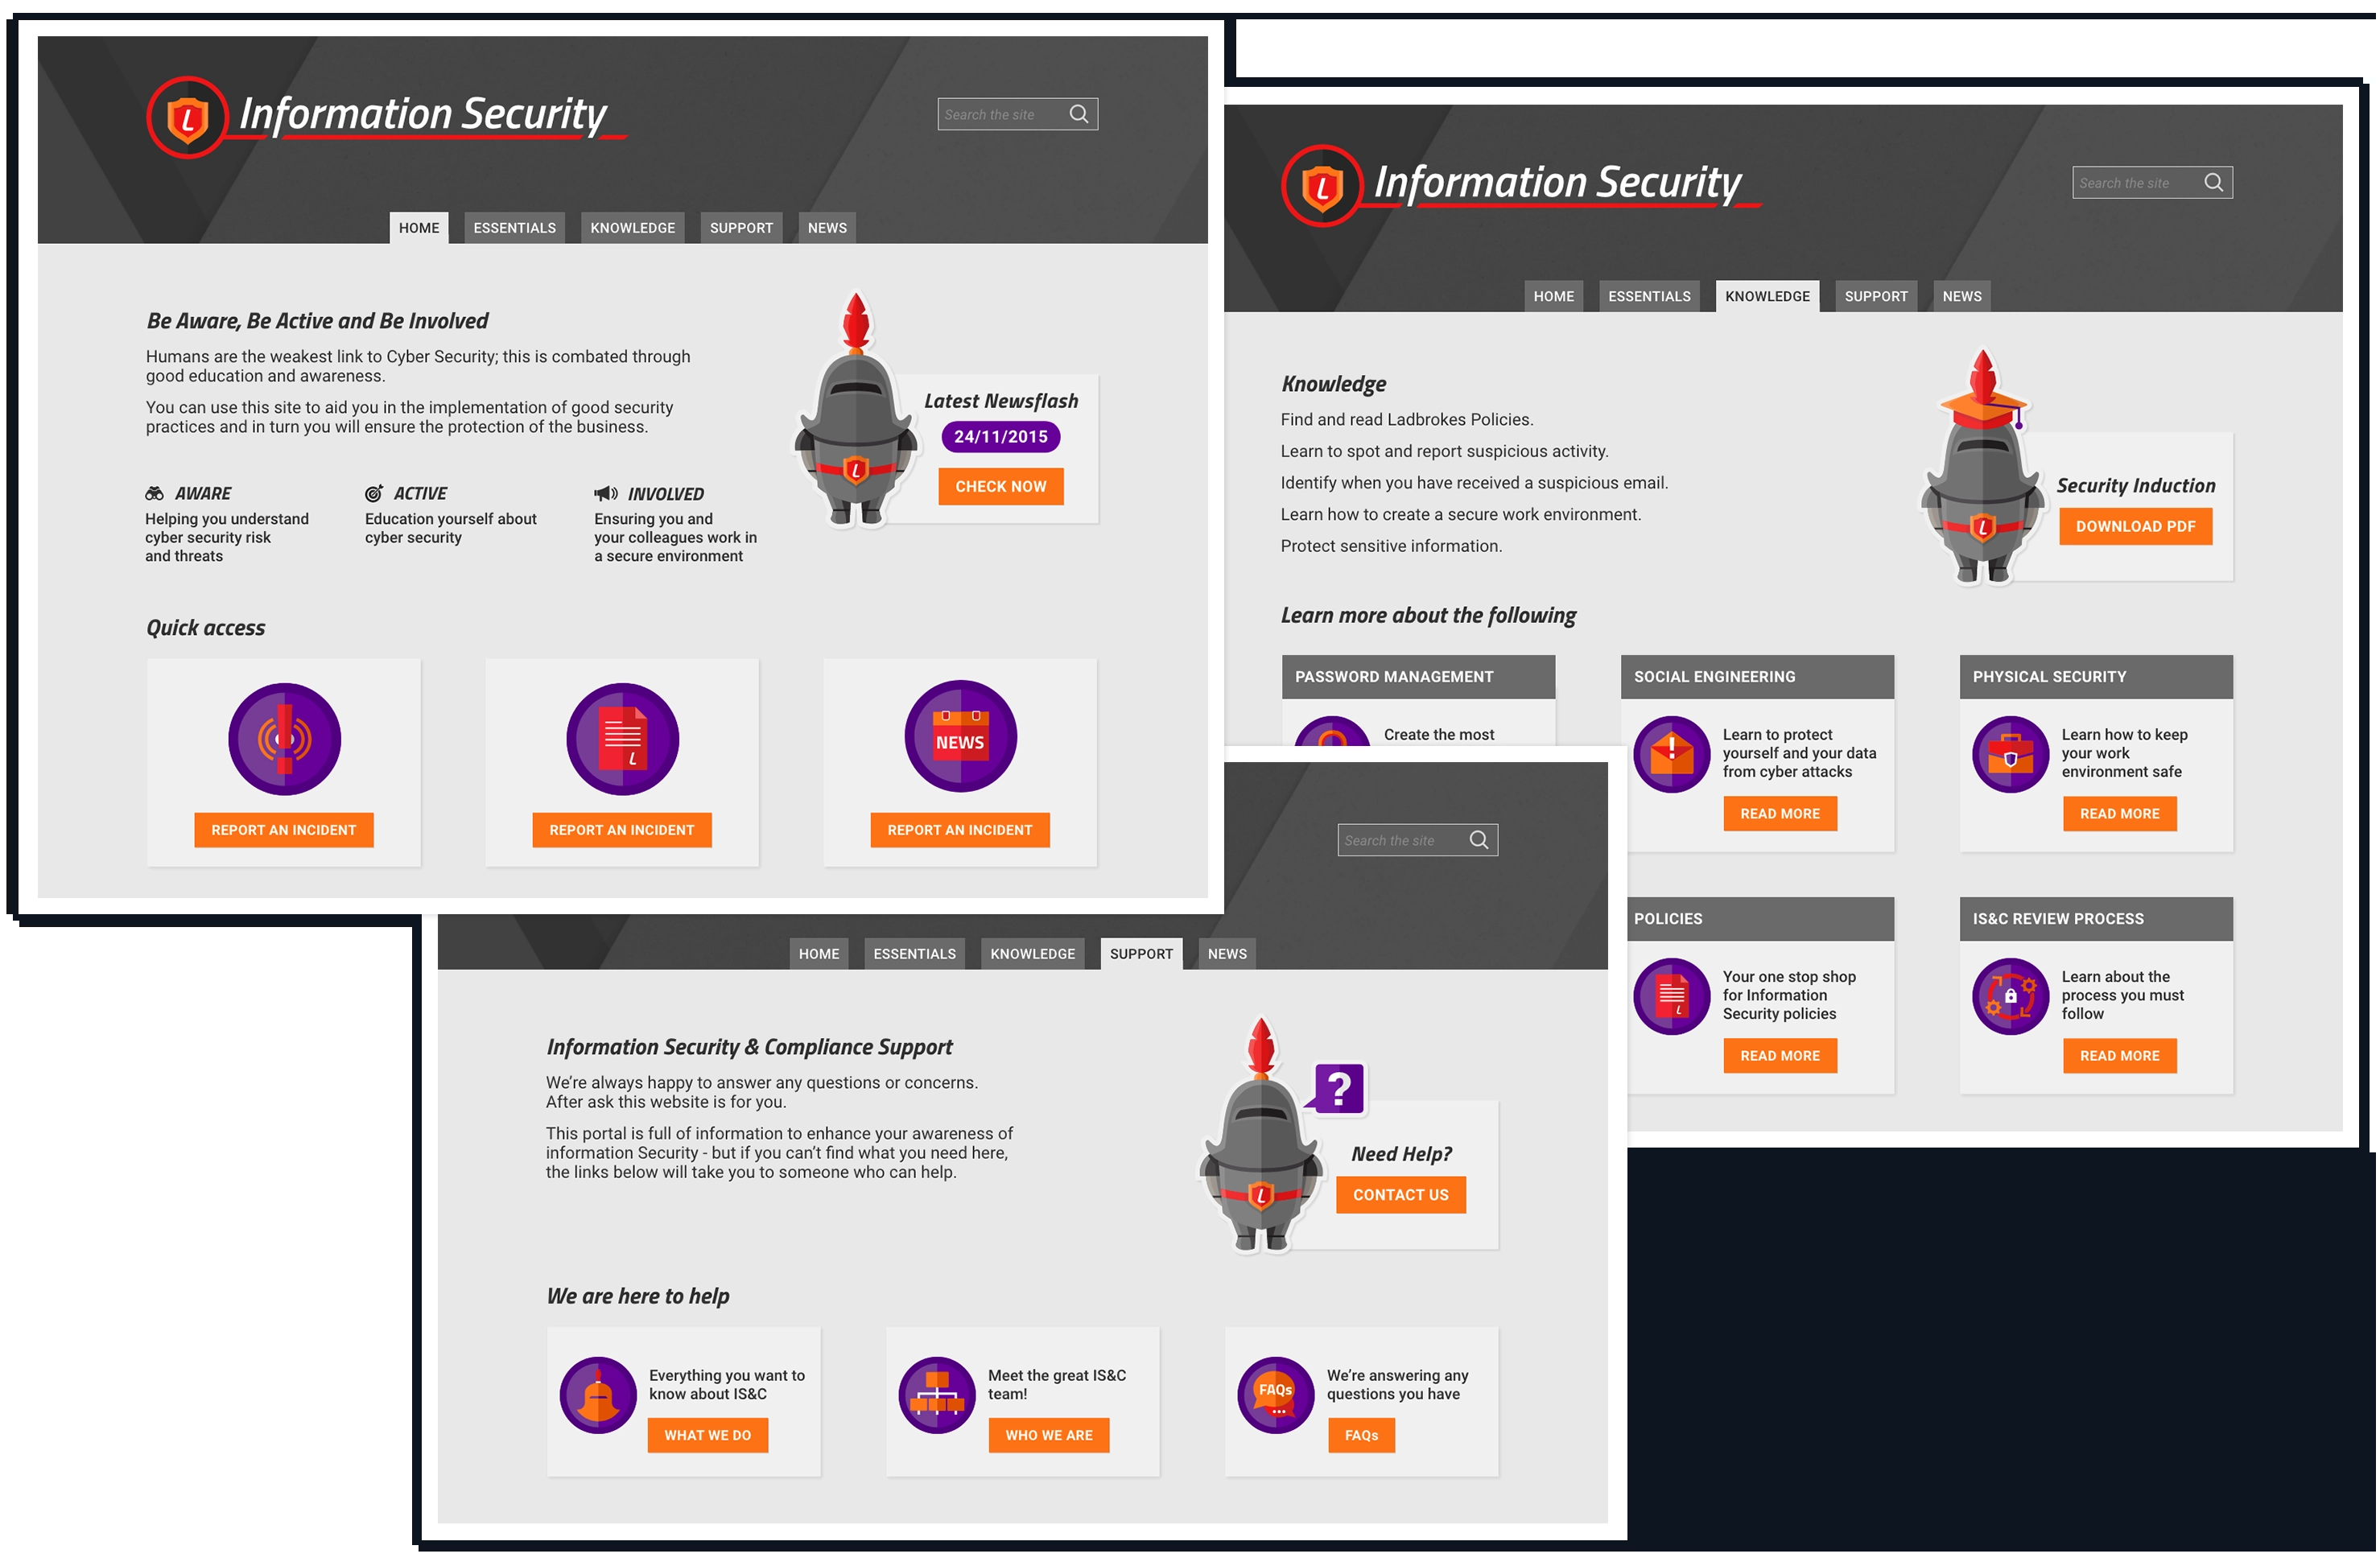 L
Information Security
Search the site
HOME
ESSENTIALS
KNOWLEDGE
SUPPORT
NEWS
Be Aware, Be Active and Be Involved
Humans are the weakest link to Cyber Security; this is combated through
good education and awareness.
You can use this site to aid you in the implementation of good security
practices and in turn you will ensure the protection of the business.
L
Latest Newsflash
24/11/2015
CHECK NOW
AWARE
Helping you understand
cyber security risk
and threats
ACTIVE
Education yourself about
cyber security
INVOLVED
Ensuring you and
your colleagues work in
a secure environment
Quick access
REPORT AN INCIDENT
L
REPORT AN INCIDENT
NEWS
REPORT AN INCIDENT
L
Information Security
Search the site
HOME
ESSENTIALS
KNOWLEDGE
SUPPORT
NEWS
Knowledge
Find and read Ladbrokes Policies.
Learn to spot and report suspicious activity.
Identify when you have received a suspicious email.
Learn how to create a secure work environment.
Protect sensitive information.
L
Security Induction
DOWNLOAD PDF
Learn more about the following
PASSWORD MANAGEMENT
Create the most
SOCIAL ENGINEERING
!
Learn to protect
yourself and your data
from cyber attacks
READ MORE
PHYSICAL SECURITY
Learn how to keep
your work
environment safe
READ MORE
POLICIES
L
Your one stop shop
for Information
Security policies
READ MORE
IS&C REVIEW PROCESS
Learn about the
process you must
follow
READ MORE
Search the site
HOME
ESSENTIALS
KNOWLEDGE
SUPPORT
NEWS
Information Security & Compliance Support
We're always happy to answer any questions or concerns.
After ask this website is for you.
This portal is full of information to enhance your awareness of
information Security - but if you can't find what you need here,
the links below will take you to someone who can help.
?
L
Need Help?
CONTACT US
We are here to help
Everything you want to
know about IS&C
WHAT WE DO
Meet the great IS&C
team!
WHO WE ARE
FAQs
We're answering any
questions you have
FAQs